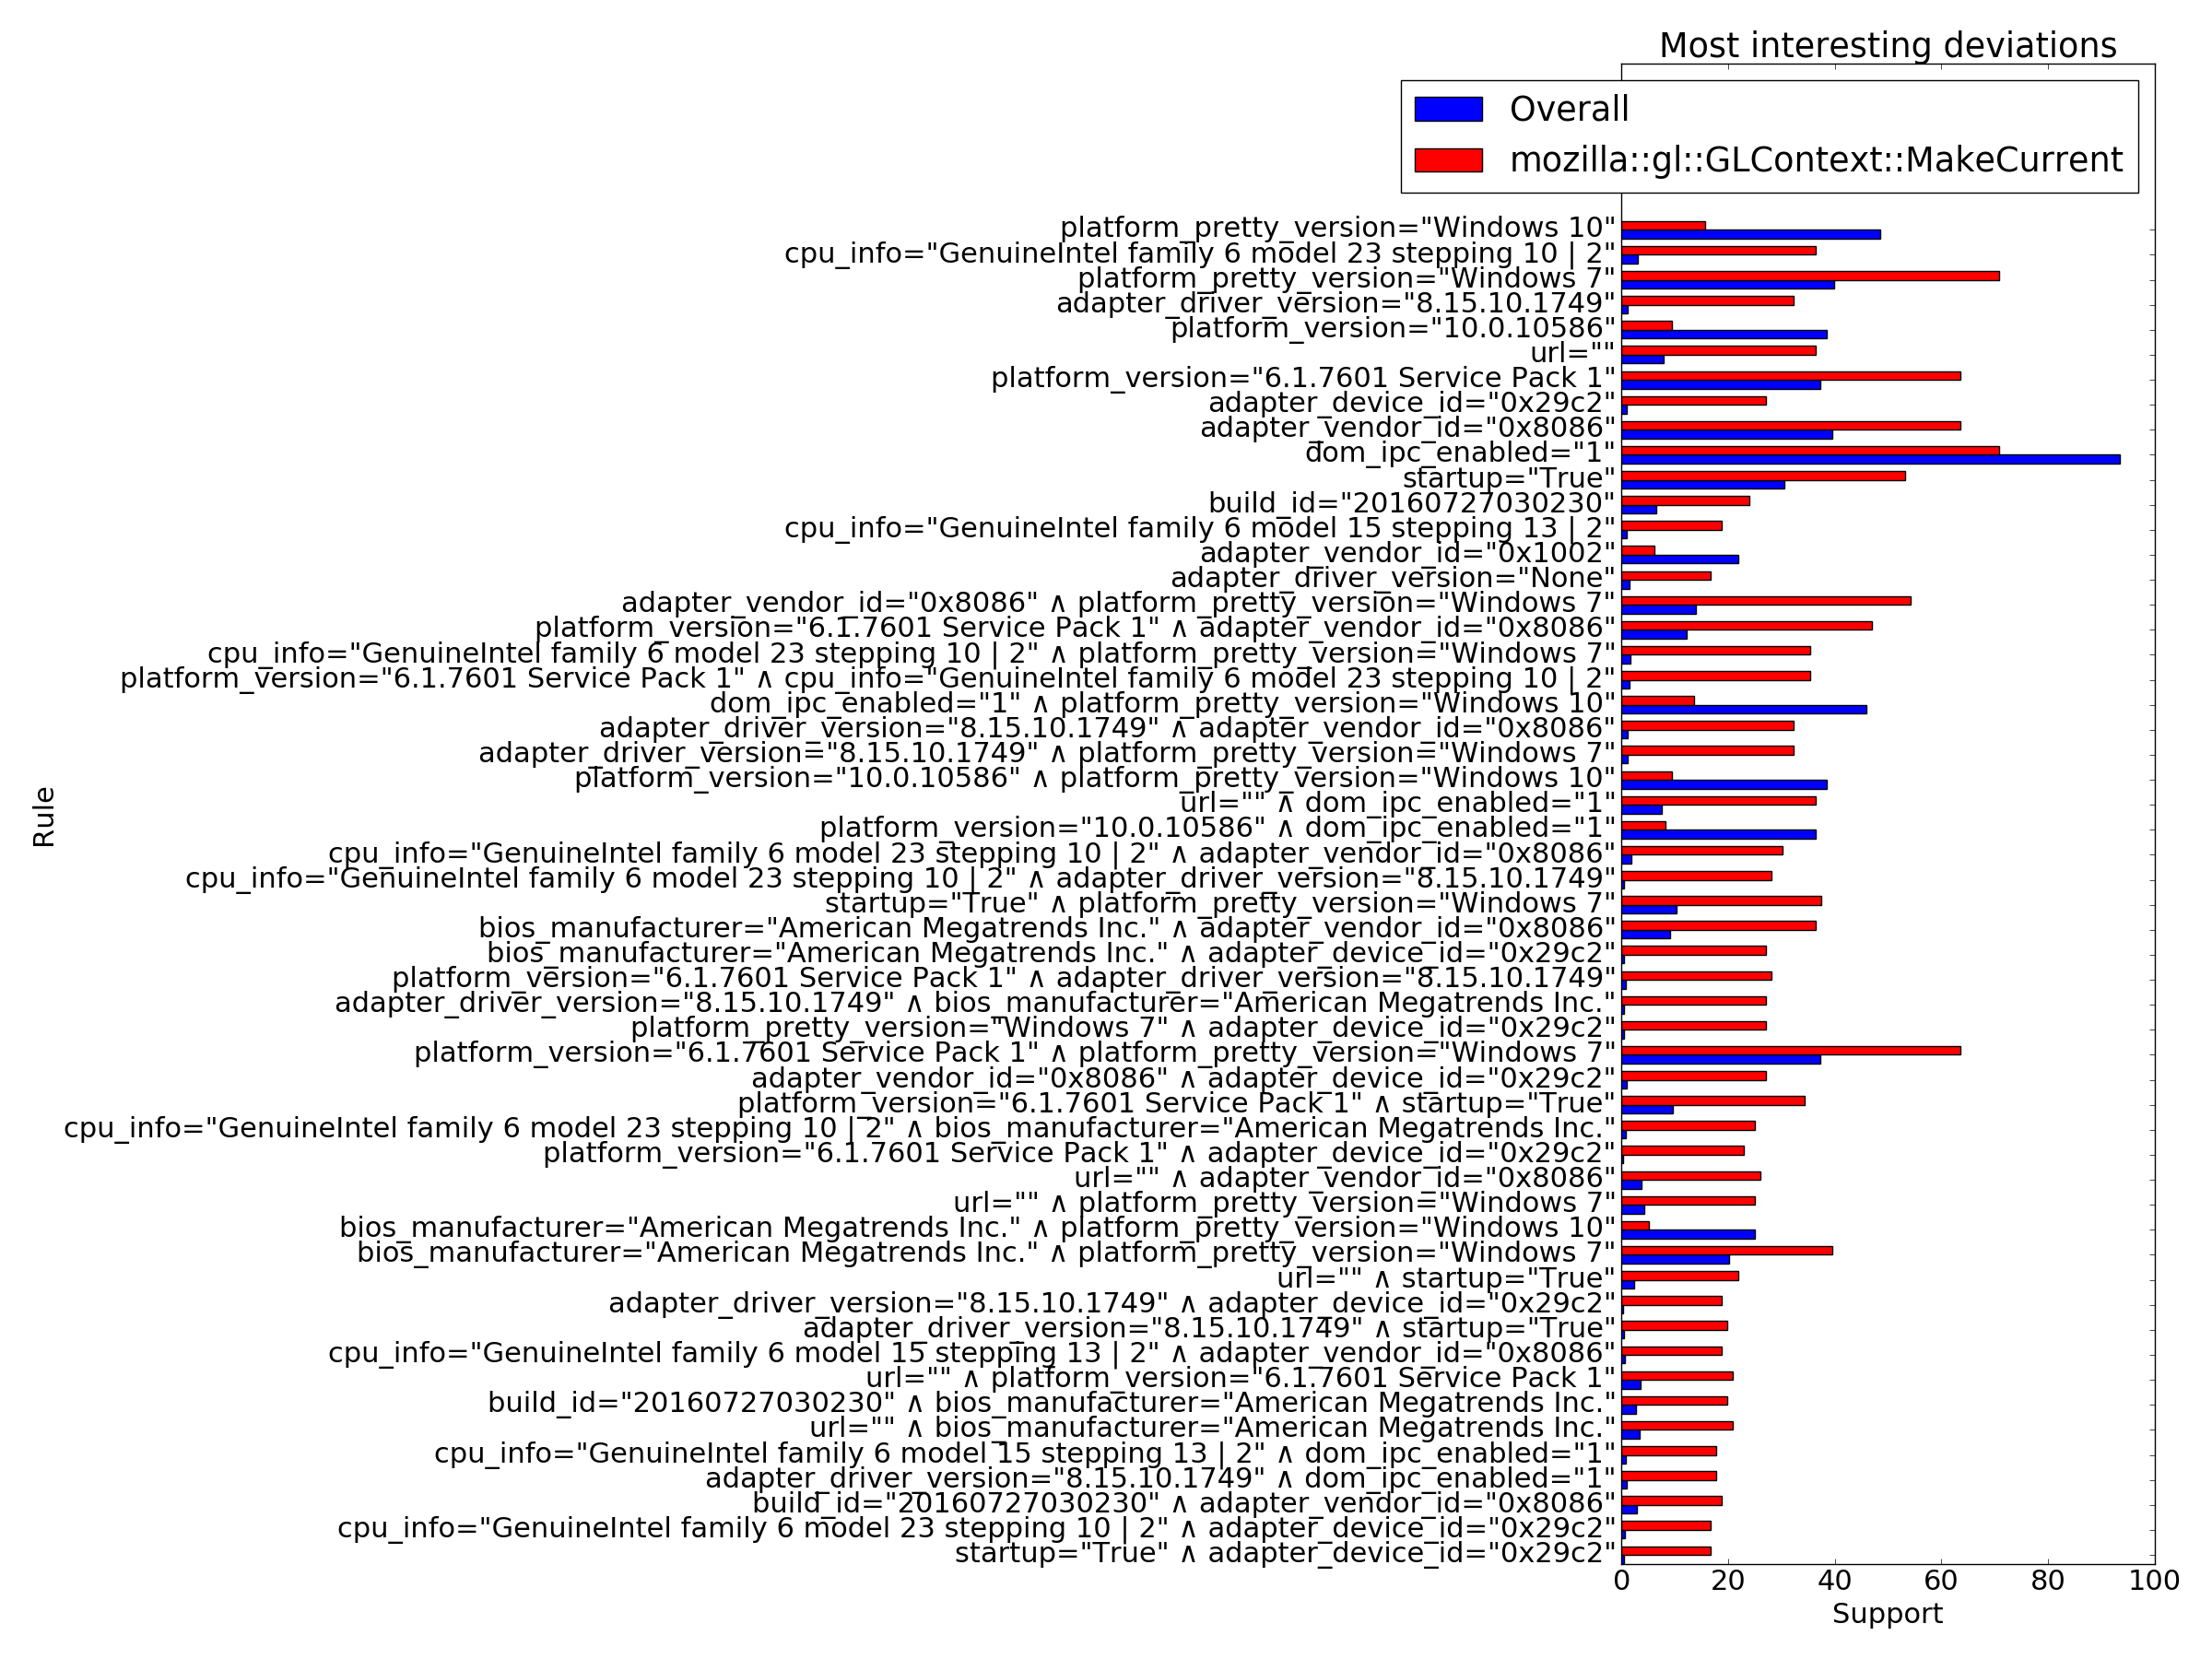 Most interesting deviations
Overall
mozilla::gl::GLContext::MakeCurrent
platform_pretty_version="Windows 10"
cpu_info="GenuineIntel family 6 model 23 stepping 10 | 2"
platform_pretty_version="Windows 7"
adapter_driver_version="8.15.10.1749"
platform_version="10.0.10586"
url=""
platform_version="6.1.7601 Service Pack 1"
adapter_device_id="0x29c2"
adapter_vendor_id="0x8086"
dom_ipc_enabled="1"
startup="True"
build_id="20160727030230"
cpu_info="GenuineIntel family 6 model 15 stepping 13 | 2"
adapter_vendor_id="0x1002"
adapter_driver_version="None"
adapter_vendor_id="0x8086" ∧ platform_pretty_version="Windows 7"
platform_version="6.1.7601 Service Pack 1" ∧ adapter_vendor_id="0x8086"
cpu_info="GenuineIntel family 6 model 23 stepping 10 | 2" ∧ platform_pretty_version="Windows 7"
platform_version="6.1.7601 Service Pack 1" ∧ cpu_info="GenuineIntel family 6 model 23 stepping 10 | 2"
dom_ipc_enabled="1" ∧ platform_pretty_version="Windows 10"
adapter_driver_version="8.15.10.1749" ∧ adapter_vendor_id="0x8086"
adapter_driver_version="8.15.10.1749" ∧ platform_pretty_version="Windows 7"
platform_version="10.0.10586" ∧ platform_pretty_version="Windows 10"
url="" ∧ dom_ipc_enabled="1"
platform_version="10.0.10586" ∧ dom_ipc_enabled="1"
cpu_info="GenuineIntel family 6 model 23 stepping 10 | 2" ∧ adapter_vendor_id="0x8086"
cpu_info="GenuineIntel family 6 model 23 stepping 10 | 2" ∧ adapter_driver_version="8.15.10.1749"
startup="True" ∧ platform_pretty_version="Windows 7"
bios_manufacturer="American Megatrends Inc." ∧ adapter_vendor_id="0x8086"
bios_manufacturer="American Megatrends Inc." ∧ adapter_device_id="0x29c2"
platform_version="6.1.7601 Service Pack 1" ∧ adapter_driver_version="8.15.10.1749"
adapter_driver_version="8.15.10.1749" ∧ bios_manufacturer="American Megatrends Inc."
platform_pretty_version="Windows 7" ∧ adapter_device_id="0x29c2"
platform_version="6.1.7601 Service Pack 1" ∧ platform_pretty_version="Windows 7"
adapter_vendor_id="0x8086" ∧ adapter_device_id="0x29c2"
platform_version="6.1.7601 Service Pack 1" ∧ startup="True"
cpu_info="GenuineIntel family 6 model 23 stepping 10 | 2" ∧ bios_manufacturer="American Megatrends Inc."
platform_version="6.1.7601 Service Pack 1" ∧ adapter_device_id="0x29c2"
url="" ∧ adapter_vendor_id="0x8086"
url="" ∧ platform_pretty_version="Windows 7"
bios_manufacturer="American Megatrends Inc." ∧ platform_pretty_version="Windows 10"
bios_manufacturer="American Megatrends Inc." ∧ platform_pretty_version="Windows 7"
url="" ∧ startup="True"
adapter_driver_version="8.15.10.1749" ∧ adapter_device_id="0x29c2"
adapter_driver_version="8.15.10.1749" ∧ startup="True"
cpu_info="GenuineIntel family 6 model 15 stepping 13 | 2" ∧ adapter_vendor_id="0x8086"
url="" ∧ platform_version="6.1.7601 Service Pack 1"
build_id="20160727030230" ∧ bios_manufacturer="American Megatrends Inc."
url="" ∧ bios_manufacturer="American Megatrends Inc."
cpu_info="GenuineIntel family 6 model 15 stepping 13 | 2" ∧ dom_ipc_enabled="1"
adapter_driver_version="8.15.10.1749" ∧ dom_ipc_enabled="1"
build_id="20160727030230" ∧ adapter_vendor_id="0x8086"
cpu_info="GenuineIntel family 6 model 23 stepping 10 | 2" ∧ adapter_device_id="0x29c2"
startup="True" ∧ adapter_device_id="0x29c2"
Rule
0 20 40 60 80 100
Support